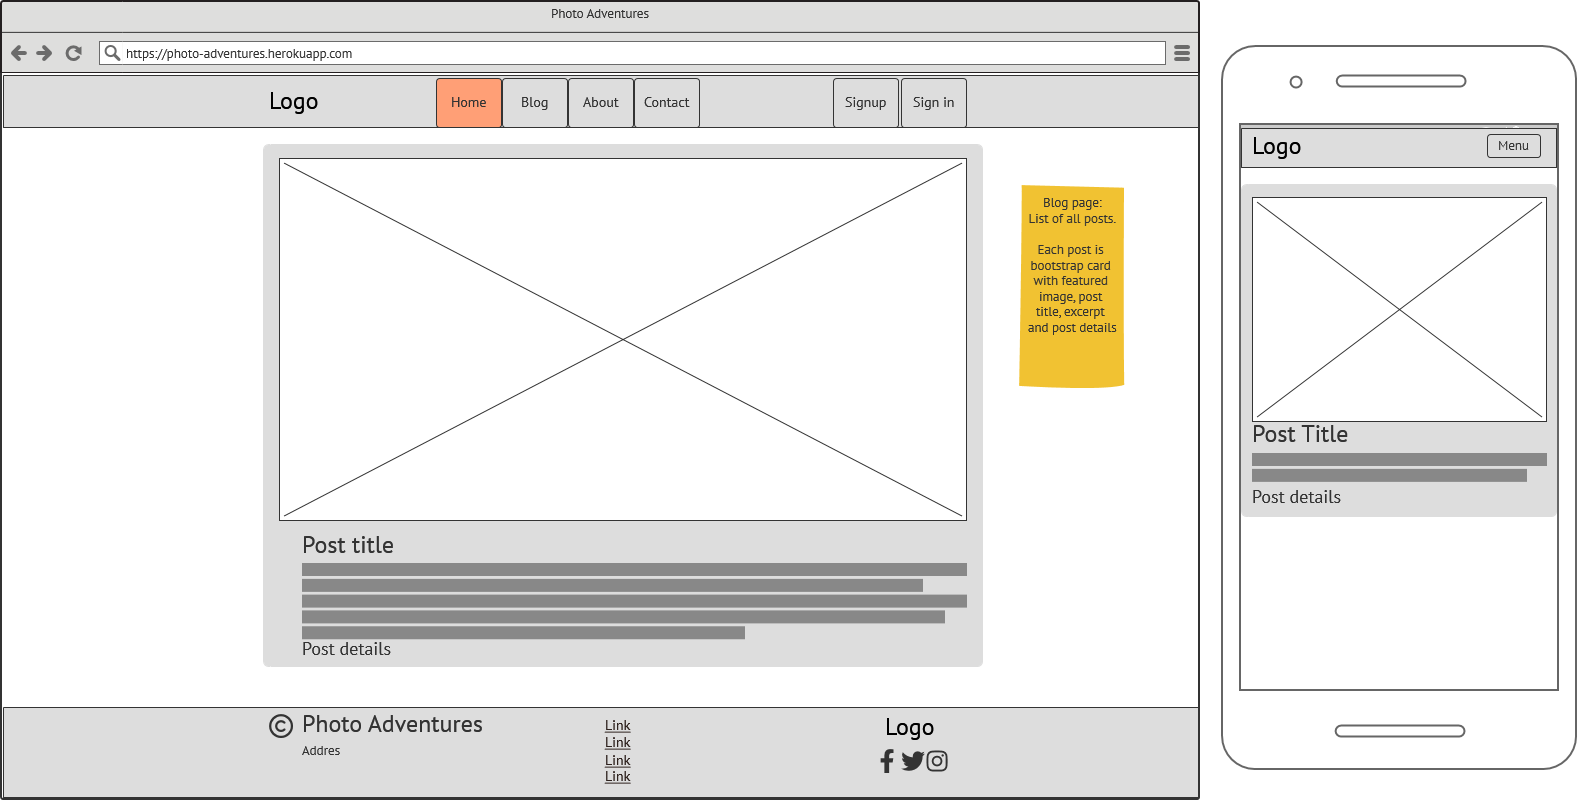 Photo Adventures
https://photo-adventures.herokuapp.com
Logo Home Blog About Contact Signup Sign in
Blog page:
List of all posts.
Each post is
bootstrap card
with featured
image, post
title, excerpt
and post details
Post title
Post details
© Photo Adventures
Addres
Link
Link
Link
Link
Logo
Logo Menu
Post Title
Post details